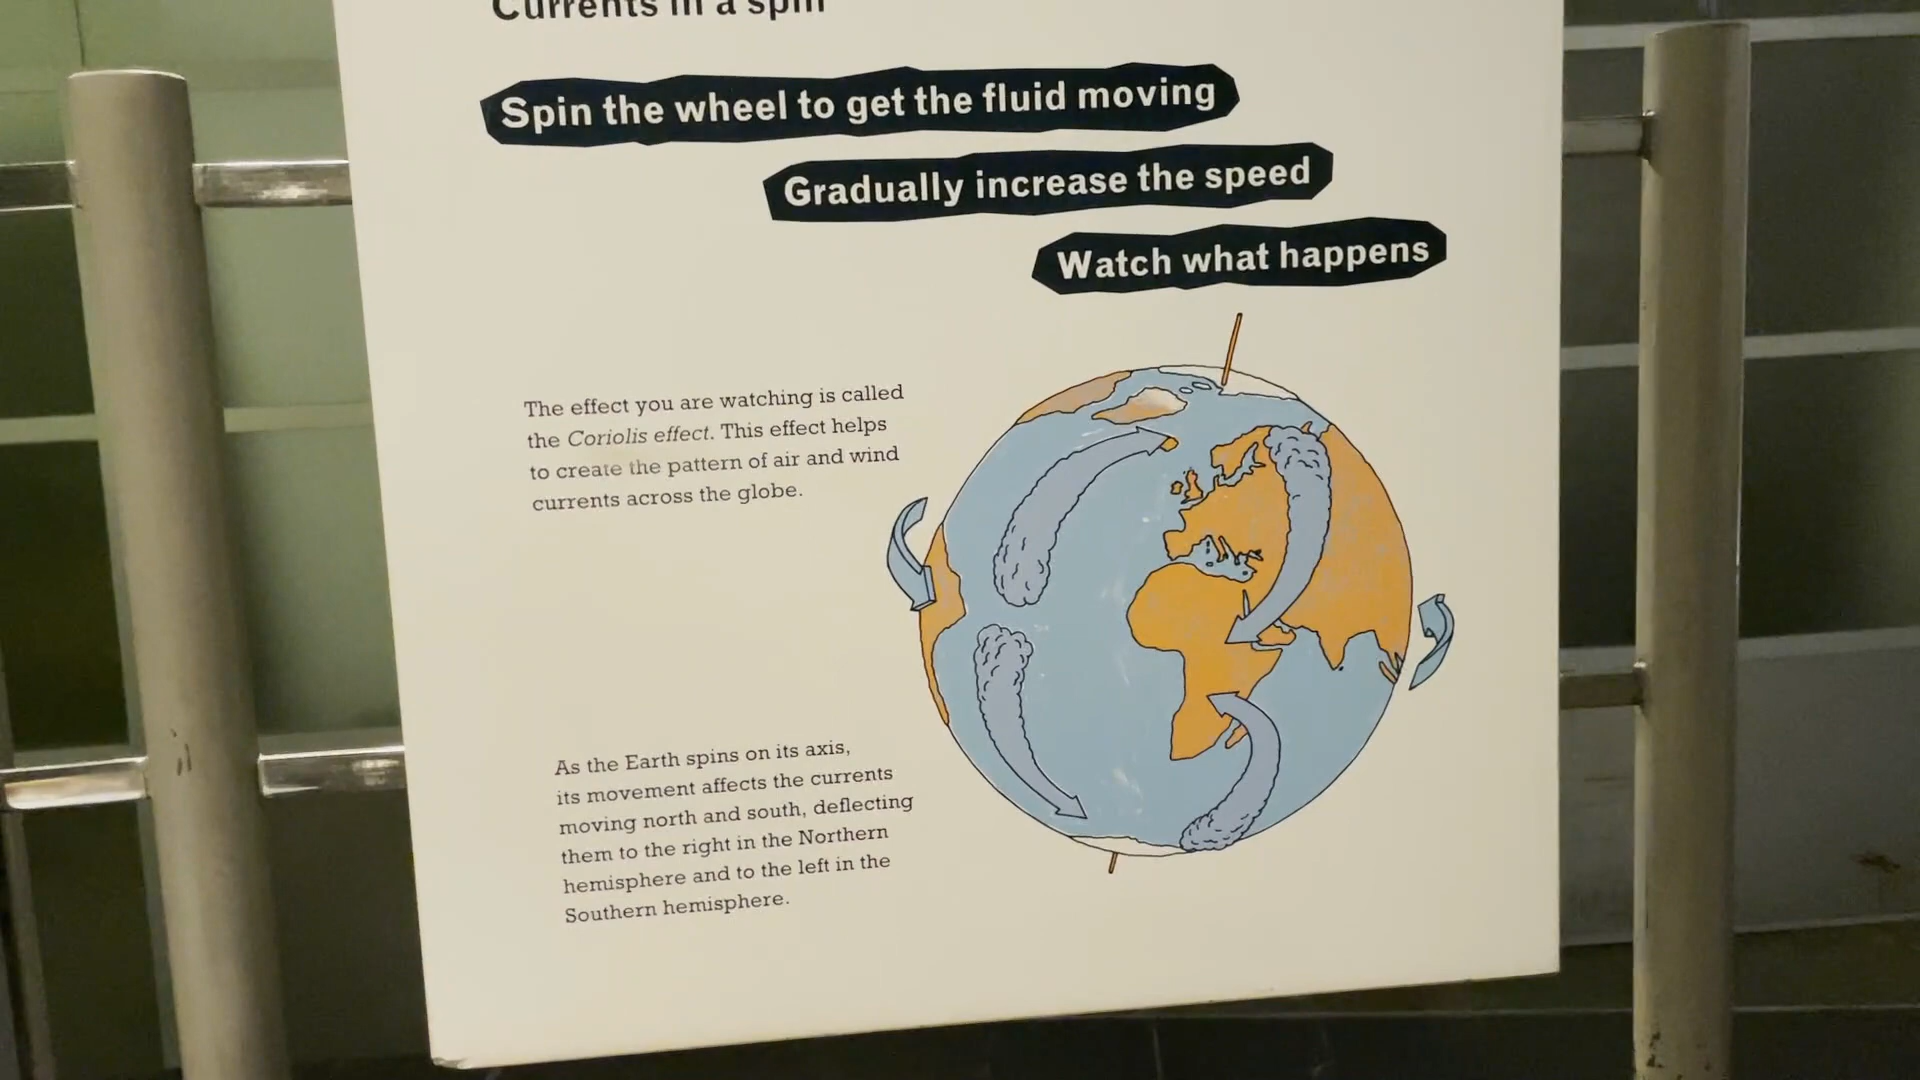 Currents in a spin
Spin the wheel to get the fluid moving
Gradually increase the speed
Watch what happens
The effect you are watching is called
the Coriolis effect. This effect helps
to create the pattern of air and wind
currents across the globe.
As the Earth spins on its axis,
its movement affects the currents
moving north and south, deflecting
them to the right in the Northern
hemisphere and to the left in the
Southern hemisphere.